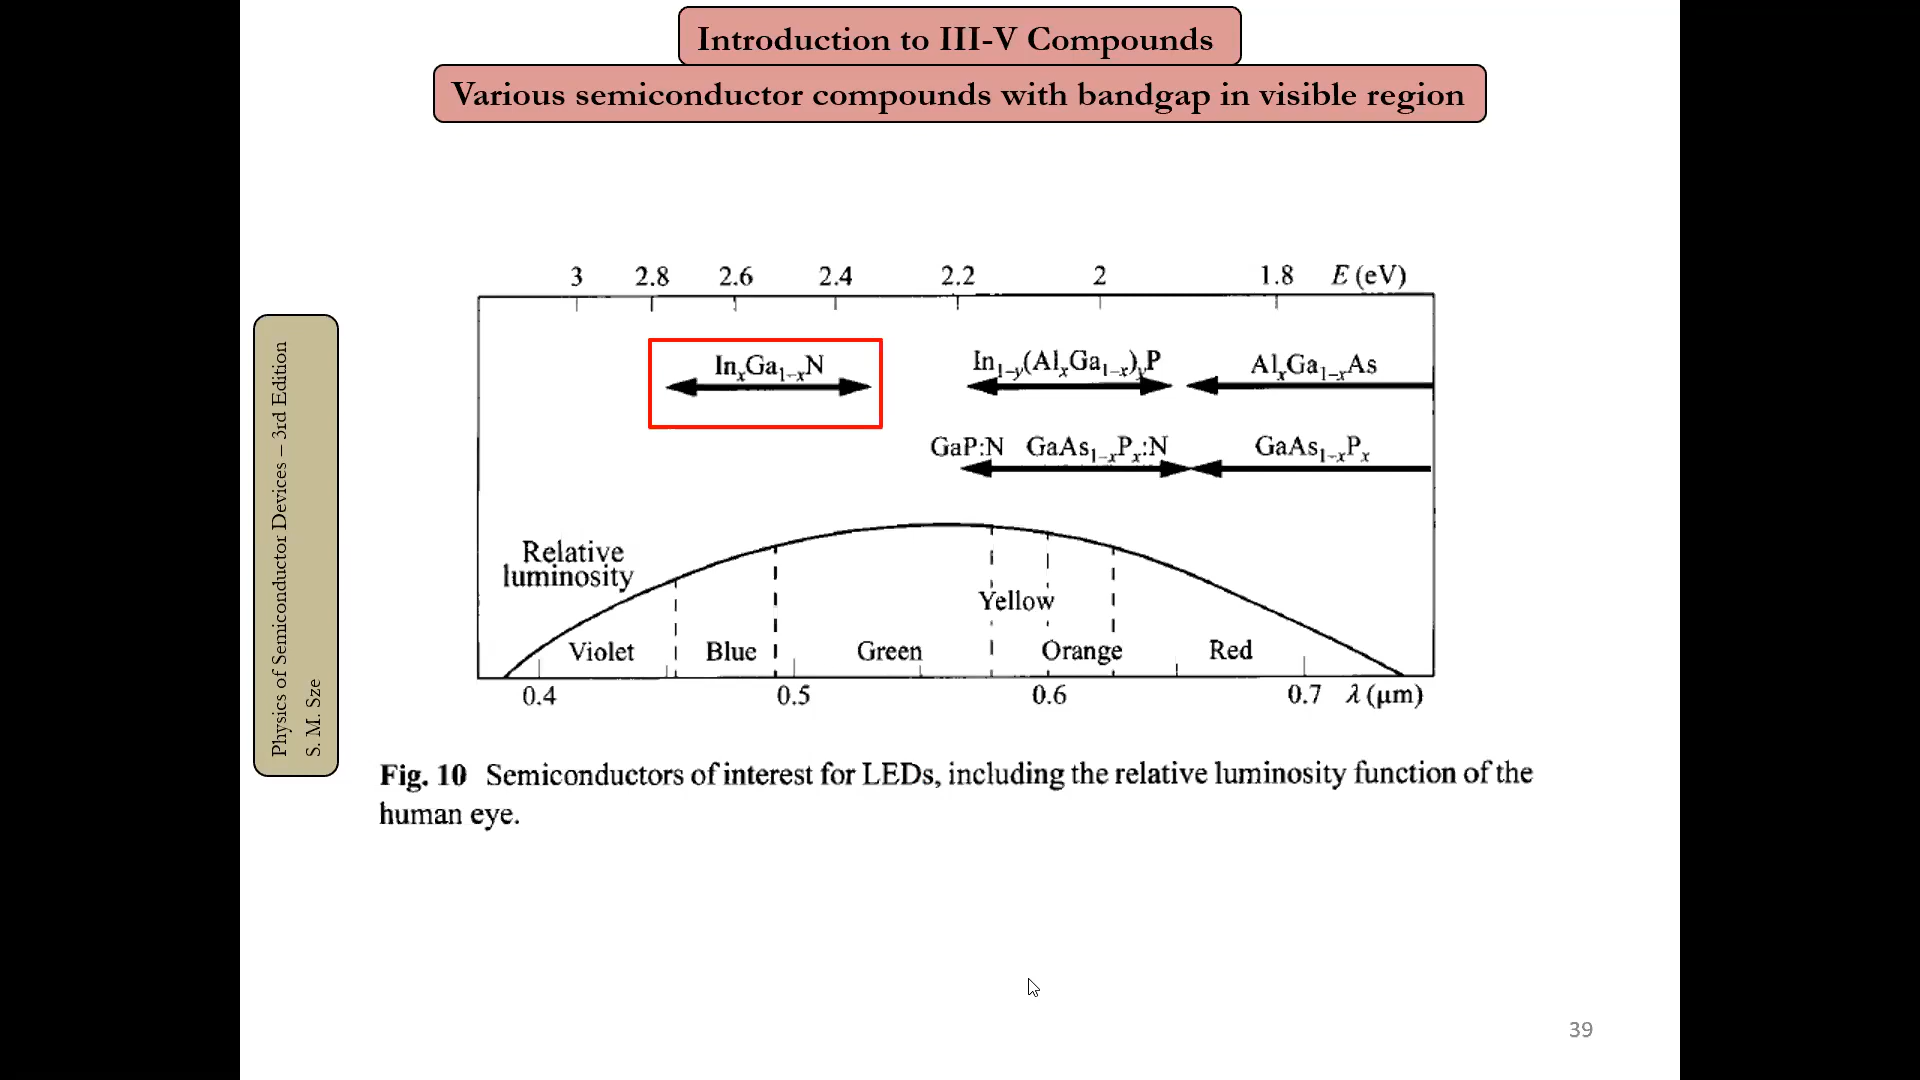 Introduction to III-V Compounds
Various semiconductor compounds with bandgap in visible region
Physics of Semiconductor Devices – 3rd Edition
S. M. Sze
3 2.8 2.6 2.4 2.2 2 1.8 E (eV)
InₓGa₁₋ₓN In₁₋y(AlₓGa₁₋ₓ)yP AlₓGa₁₋ₓAs
GaP:N GaAs₁₋ₓPₓ:N GaAs₁₋ₓPₓ
Relative
luminosity
Yellow
Violet Blue Green Orange Red
0.4 0.5 0.6 0.7 λ (μm)
Fig. 10 Semiconductors of interest for LEDs, including the relative luminosity function of the
human eye.
39